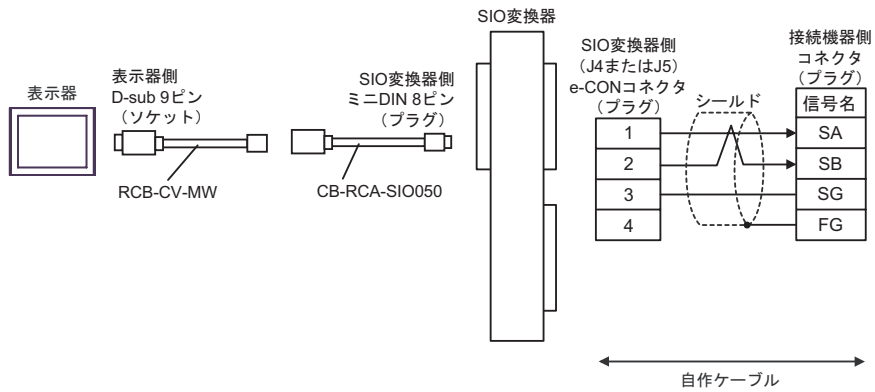 SIO変換器
表示器
表示器側
D-sub 9ピン
（ソケット）
RCB-CV-MW
SIO変換器側
ミニDIN 8ピン
（プラグ）
CB-RCA-SIO050
SIO変換器側
（J4またはJ5）
e-CONコネクタ
（プラグ）
1
2
3
4
シールド
接続機器側
コネクタ
（プラグ）
信号名
SA
SB
SG
FG
自作ケーブル